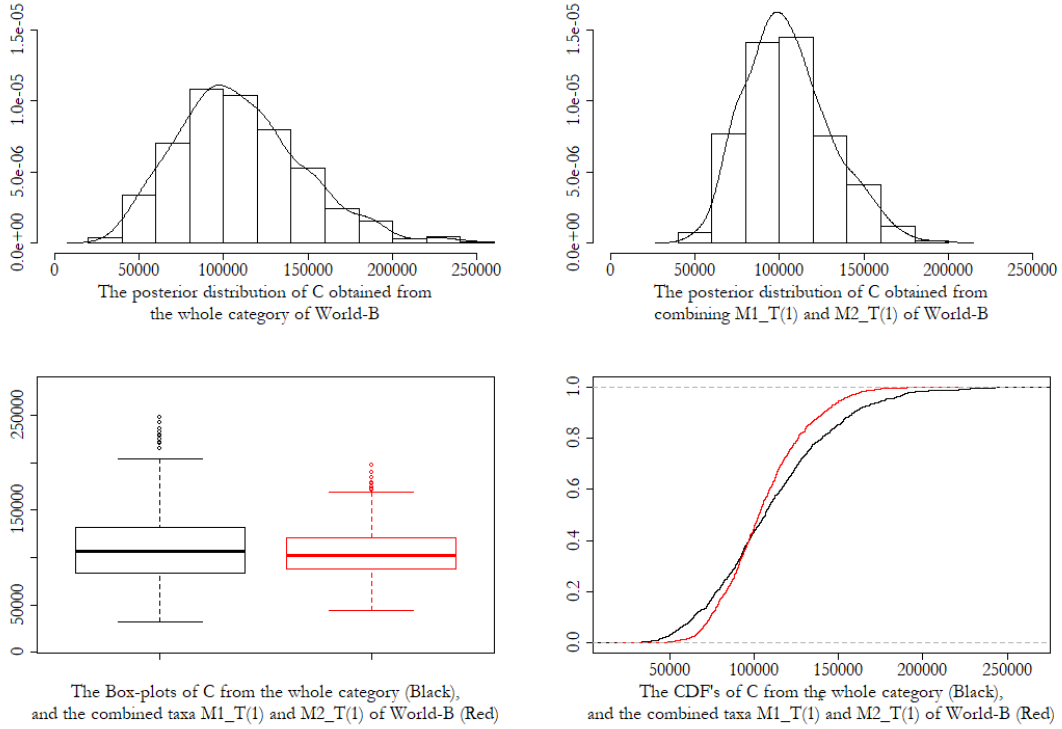 1.5e-05
1.0e-05
5.0e-06
0.0e+00
0 50000 100000 150000 200000 250000
The posterior distribution of C obtained from
the whole category of World-B
1.5e-05
1.0e-05
5.0e-06
0.0e+00
0 50000 100000 150000 200000 250000
The posterior distribution of C obtained from
combining M1_T(1) and M2_T(1) of World-B
250000
150000
50000
0
The Box-plots of C from the whole category (Black),
and the combined taxa M1_T(1) and M2_T(1) of World-B (Red)
1.0
0.8
0.6
0.4
0.2
0.0
50000 100000 150000 200000 250000
The CDF's of C from the whole category (Black),
and the combined taxa M1_T(1) and M2_T(1) of World-B (Red)